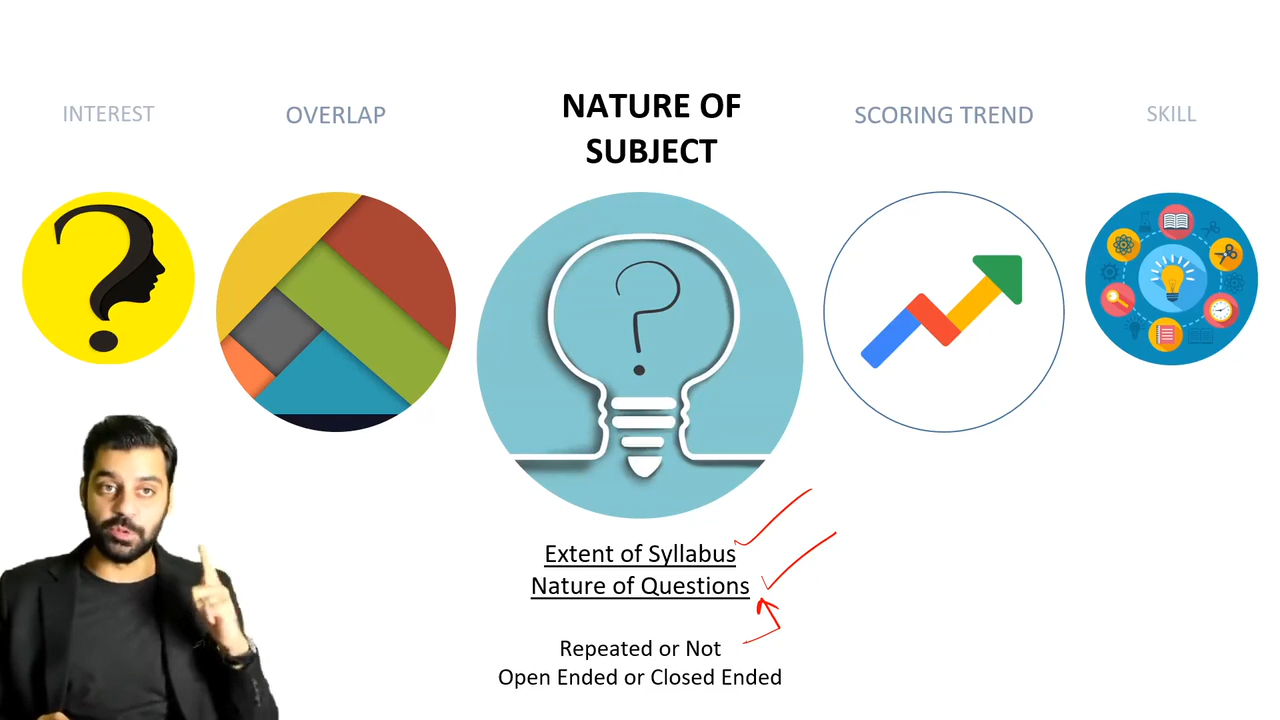 INTEREST
OVERLAP
NATURE OF
SUBJECT
SCORING TREND
SKILL
Extent of Syllabus
Nature of Questions
Repeated or Not
Open Ended or Closed Ended